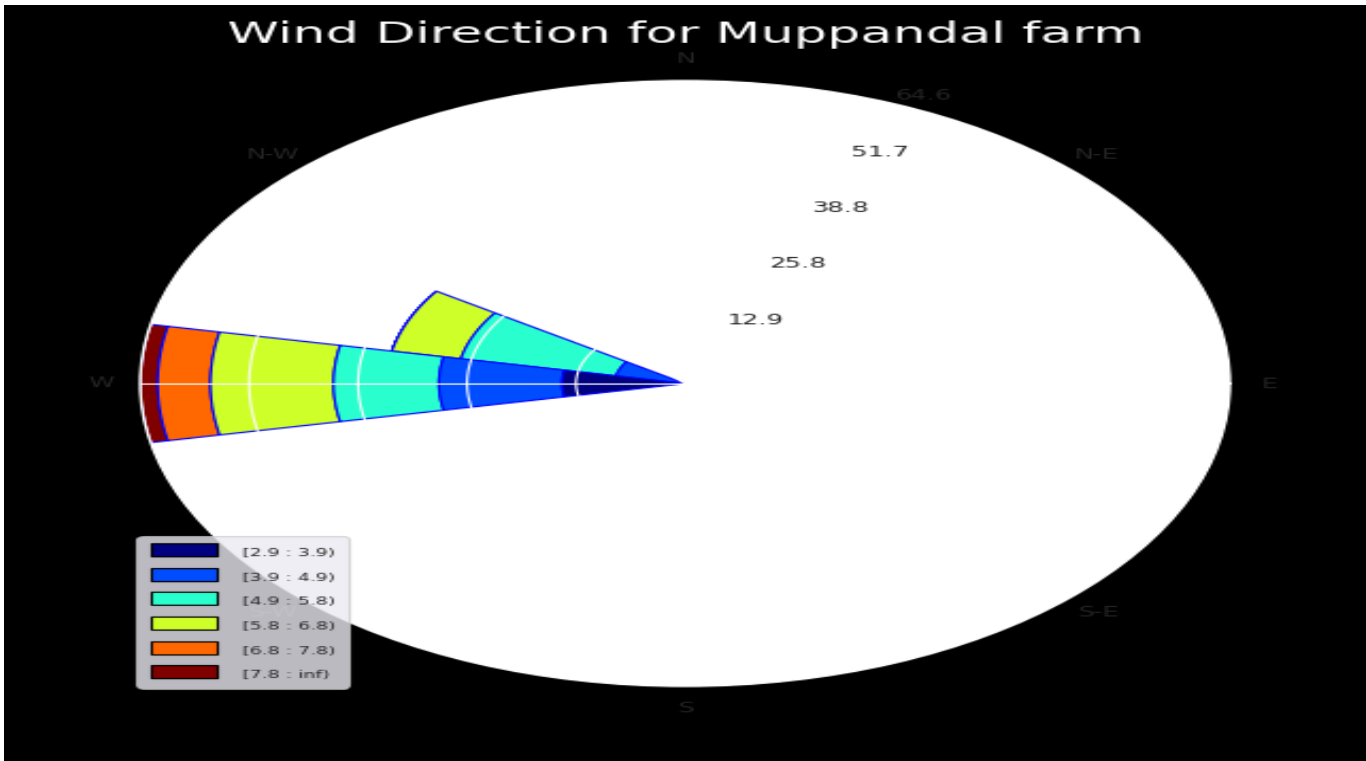 Wind Direction for Muppandal farm
N
64.6
N-W
51.7
N-E
38.8
25.8
12.9
W
E
[2.9 : 3.9)
[3.9 : 4.9)
[4.9 : 5.8)
S-W
S-E
[5.8 : 6.8)
[6.8 : 7.8)
[7.8 : inf)
S